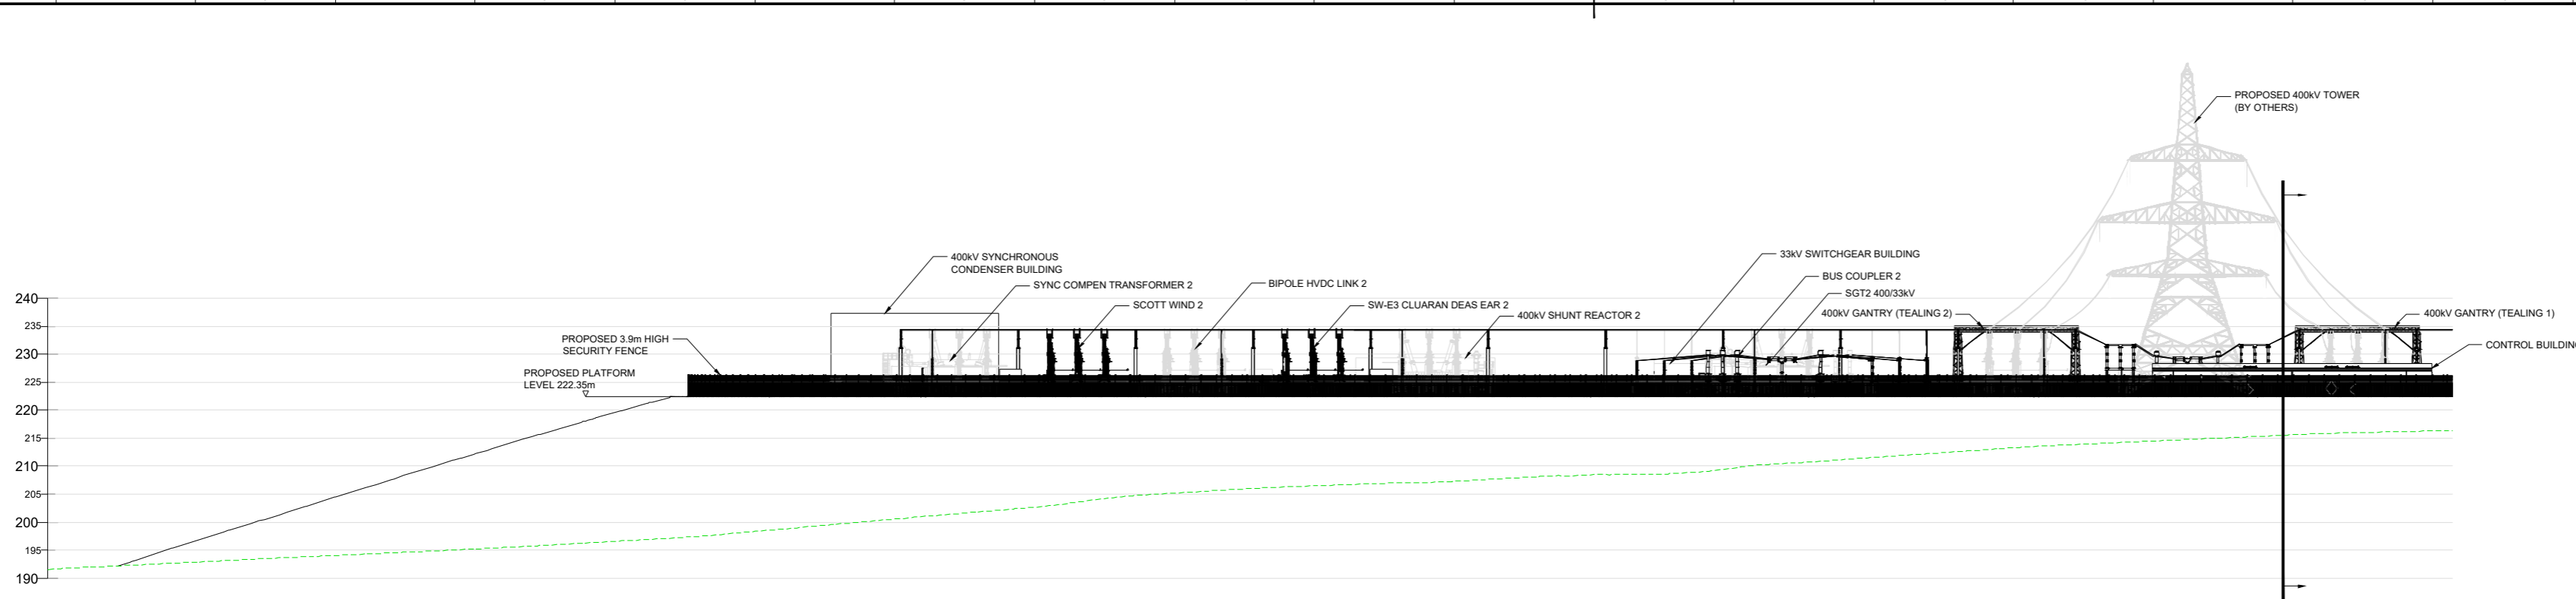 PROPOSED 400kV TOWER
(BY OTHERS)
33kV SWITCHGEAR BUILDING
400kV SYNCHRONOUS
CONDENSER BUILDING
BUS COUPLER 2
SYNC COMPEN TRANSFORMER 2
BIPOLE HVDC LINK 2
SGT2 400/33kV
SCOTT WIND 2
SW-E3 CLUARAN DEAS EAR 2
400kV SHUNT REACTOR 2
400kV GANTRY (TEALING 2)
400kV GANTRY (TEALING 1)
PROPOSED 3.9m HIGH
SECURITY FENCE
CONTROL BUILDING
PROPOSED PLATFORM
LEVEL 222.35m
240
235
230
225
220
215
210
205
200
195
190